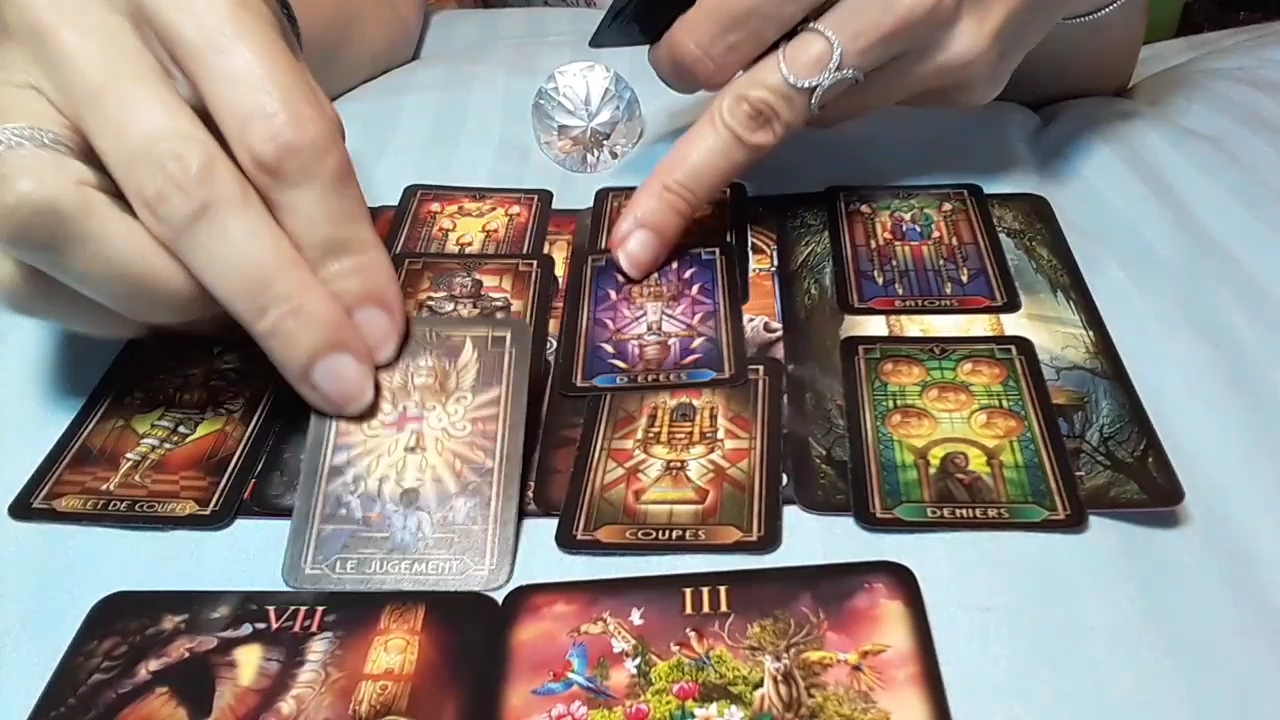 BATONS
D'EPEES
VALET DE COUPES
COUPES
DENIERS
LE JUGEMENT
VII
III